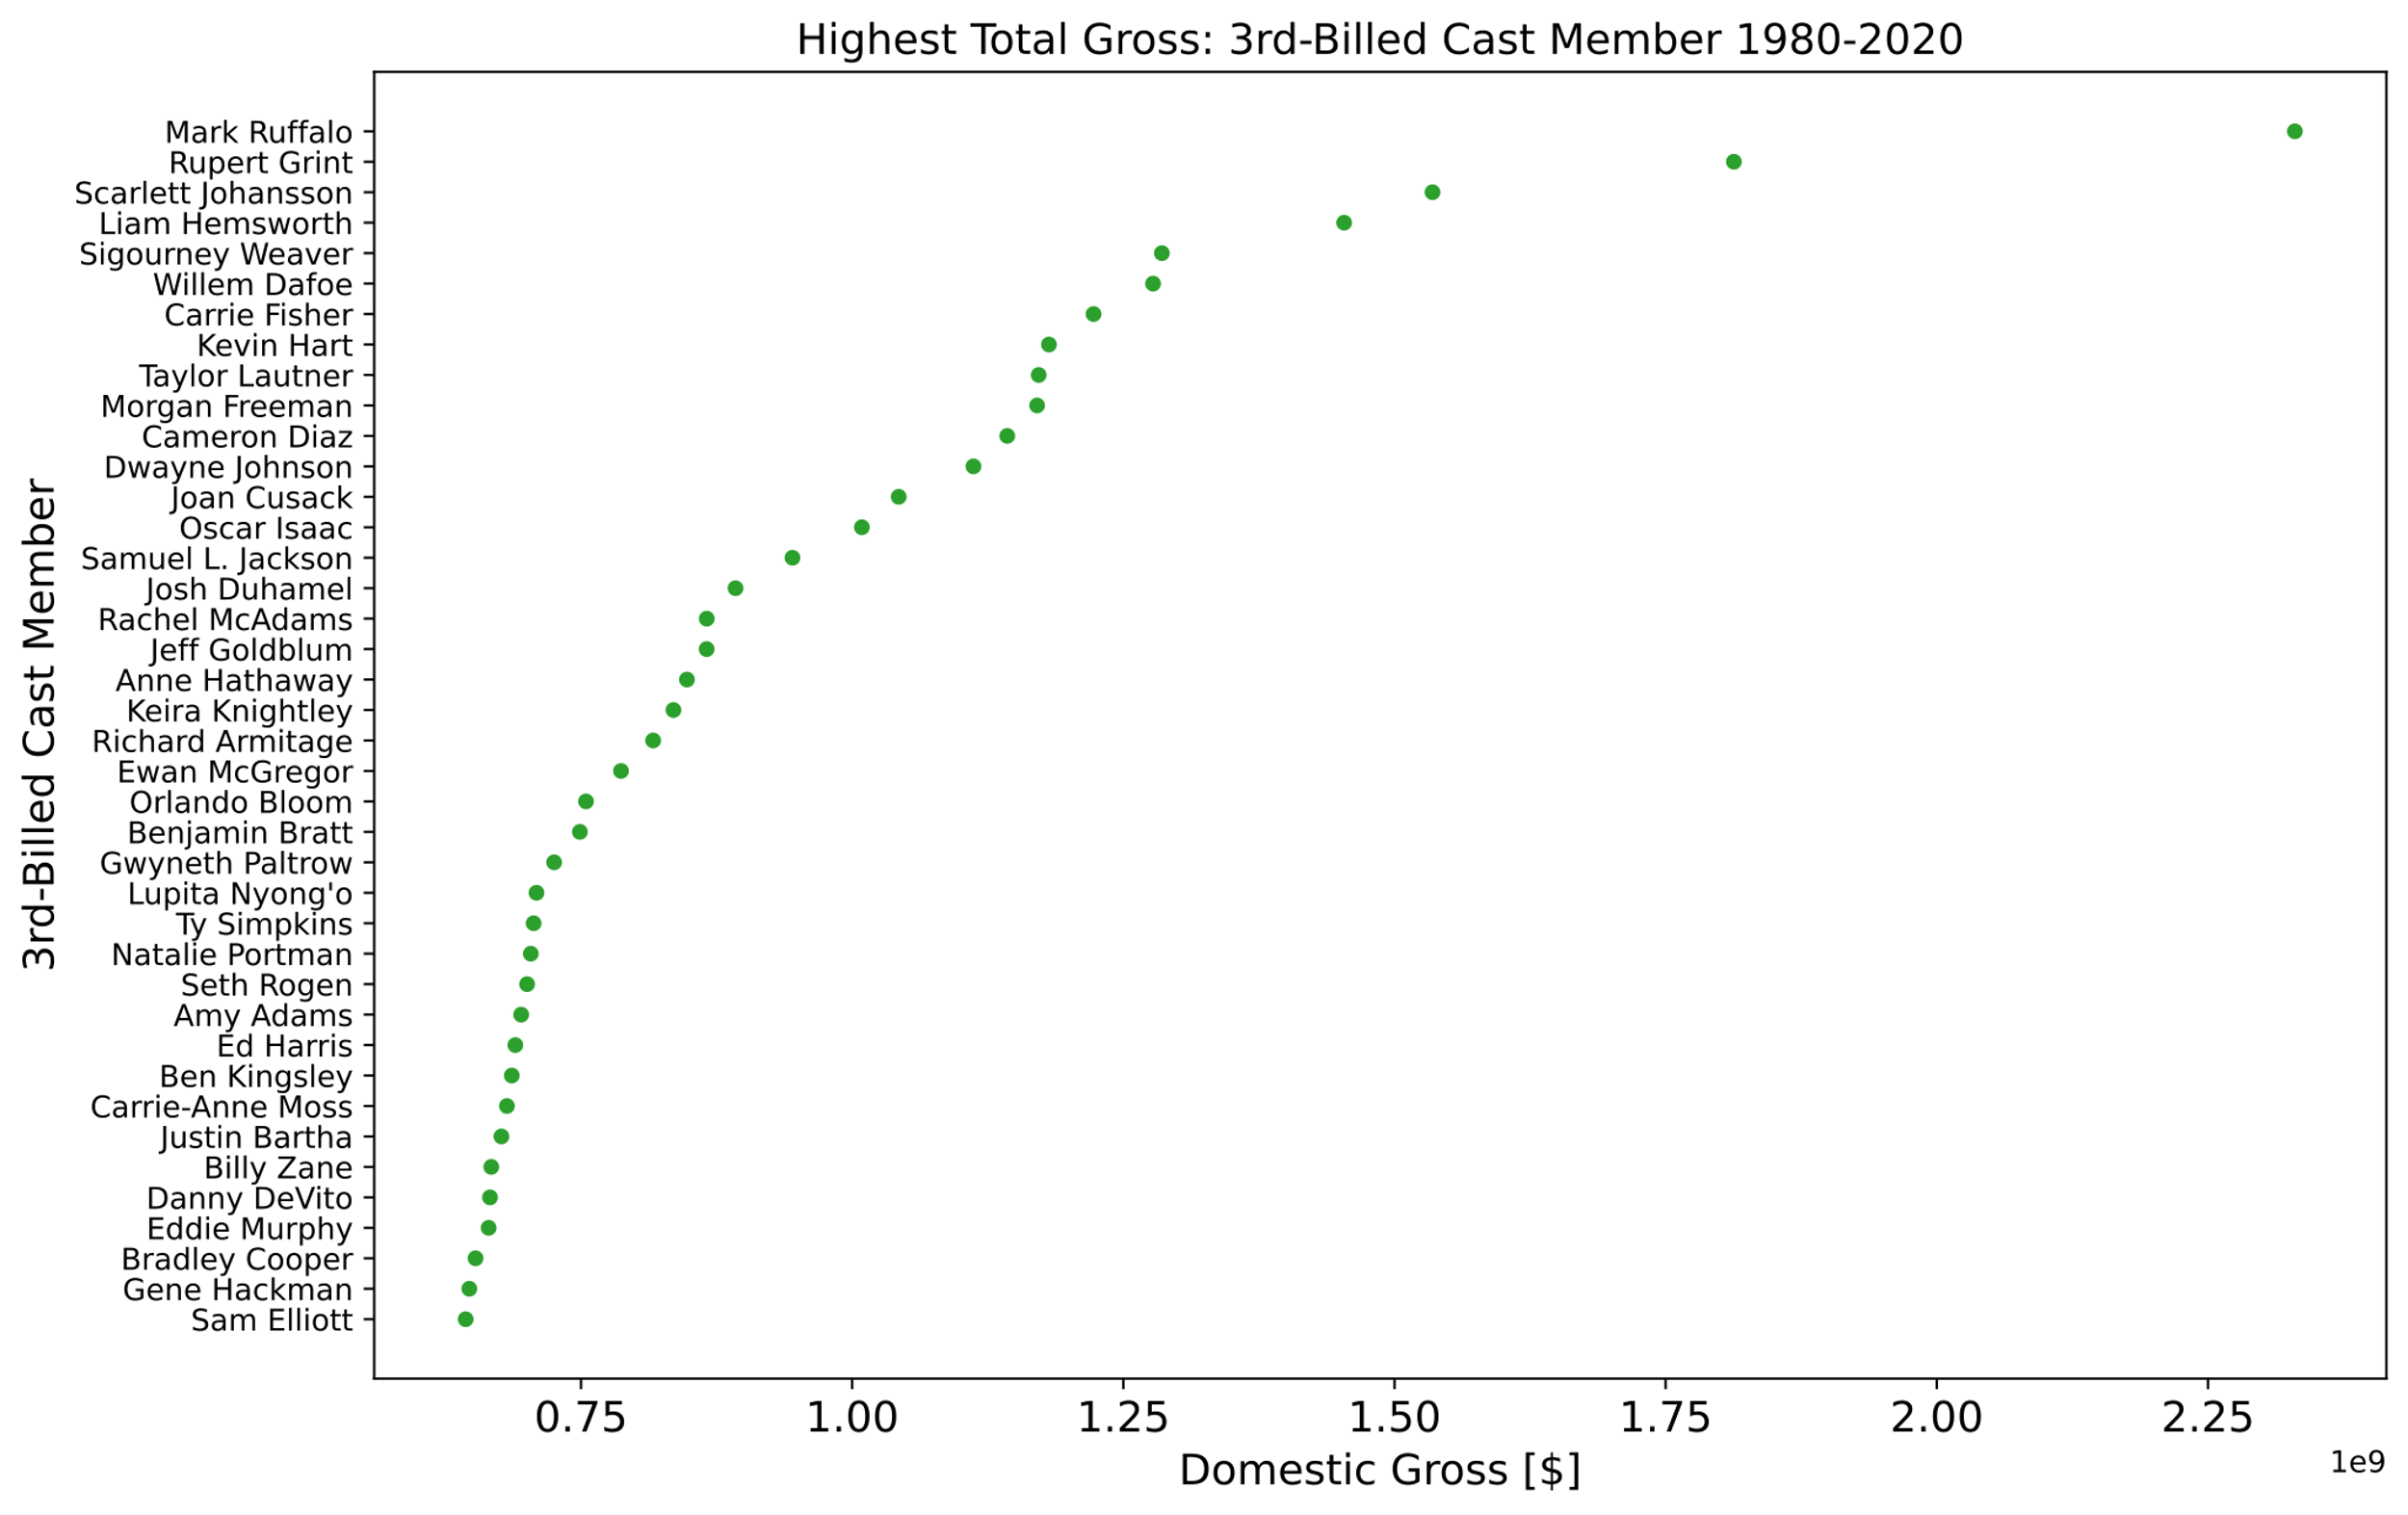 Highest Total Gross: 3rd-Billed Cast Member 1980-2020
3rd-Billed Cast Member
Mark Ruffalo
Rupert Grint
Scarlett Johansson
Liam Hemsworth
Sigourney Weaver
Willem Dafoe
Carrie Fisher
Kevin Hart
Taylor Lautner
Morgan Freeman
Cameron Diaz
Dwayne Johnson
Joan Cusack
Oscar Isaac
Samuel L. Jackson
Josh Duhamel
Rachel McAdams
Jeff Goldblum
Anne Hathaway
Keira Knightley
Richard Armitage
Ewan McGregor
Orlando Bloom
Benjamin Bratt
Gwyneth Paltrow
Lupita Nyong'o
Ty Simpkins
Natalie Portman
Seth Rogen
Amy Adams
Ed Harris
Ben Kingsley
Carrie-Anne Moss
Justin Bartha
Billy Zane
Danny DeVito
Eddie Murphy
Bradley Cooper
Gene Hackman
Sam Elliott
0.75 1.00 1.25 1.50 1.75 2.00 2.25
1e9
Domestic Gross [$]